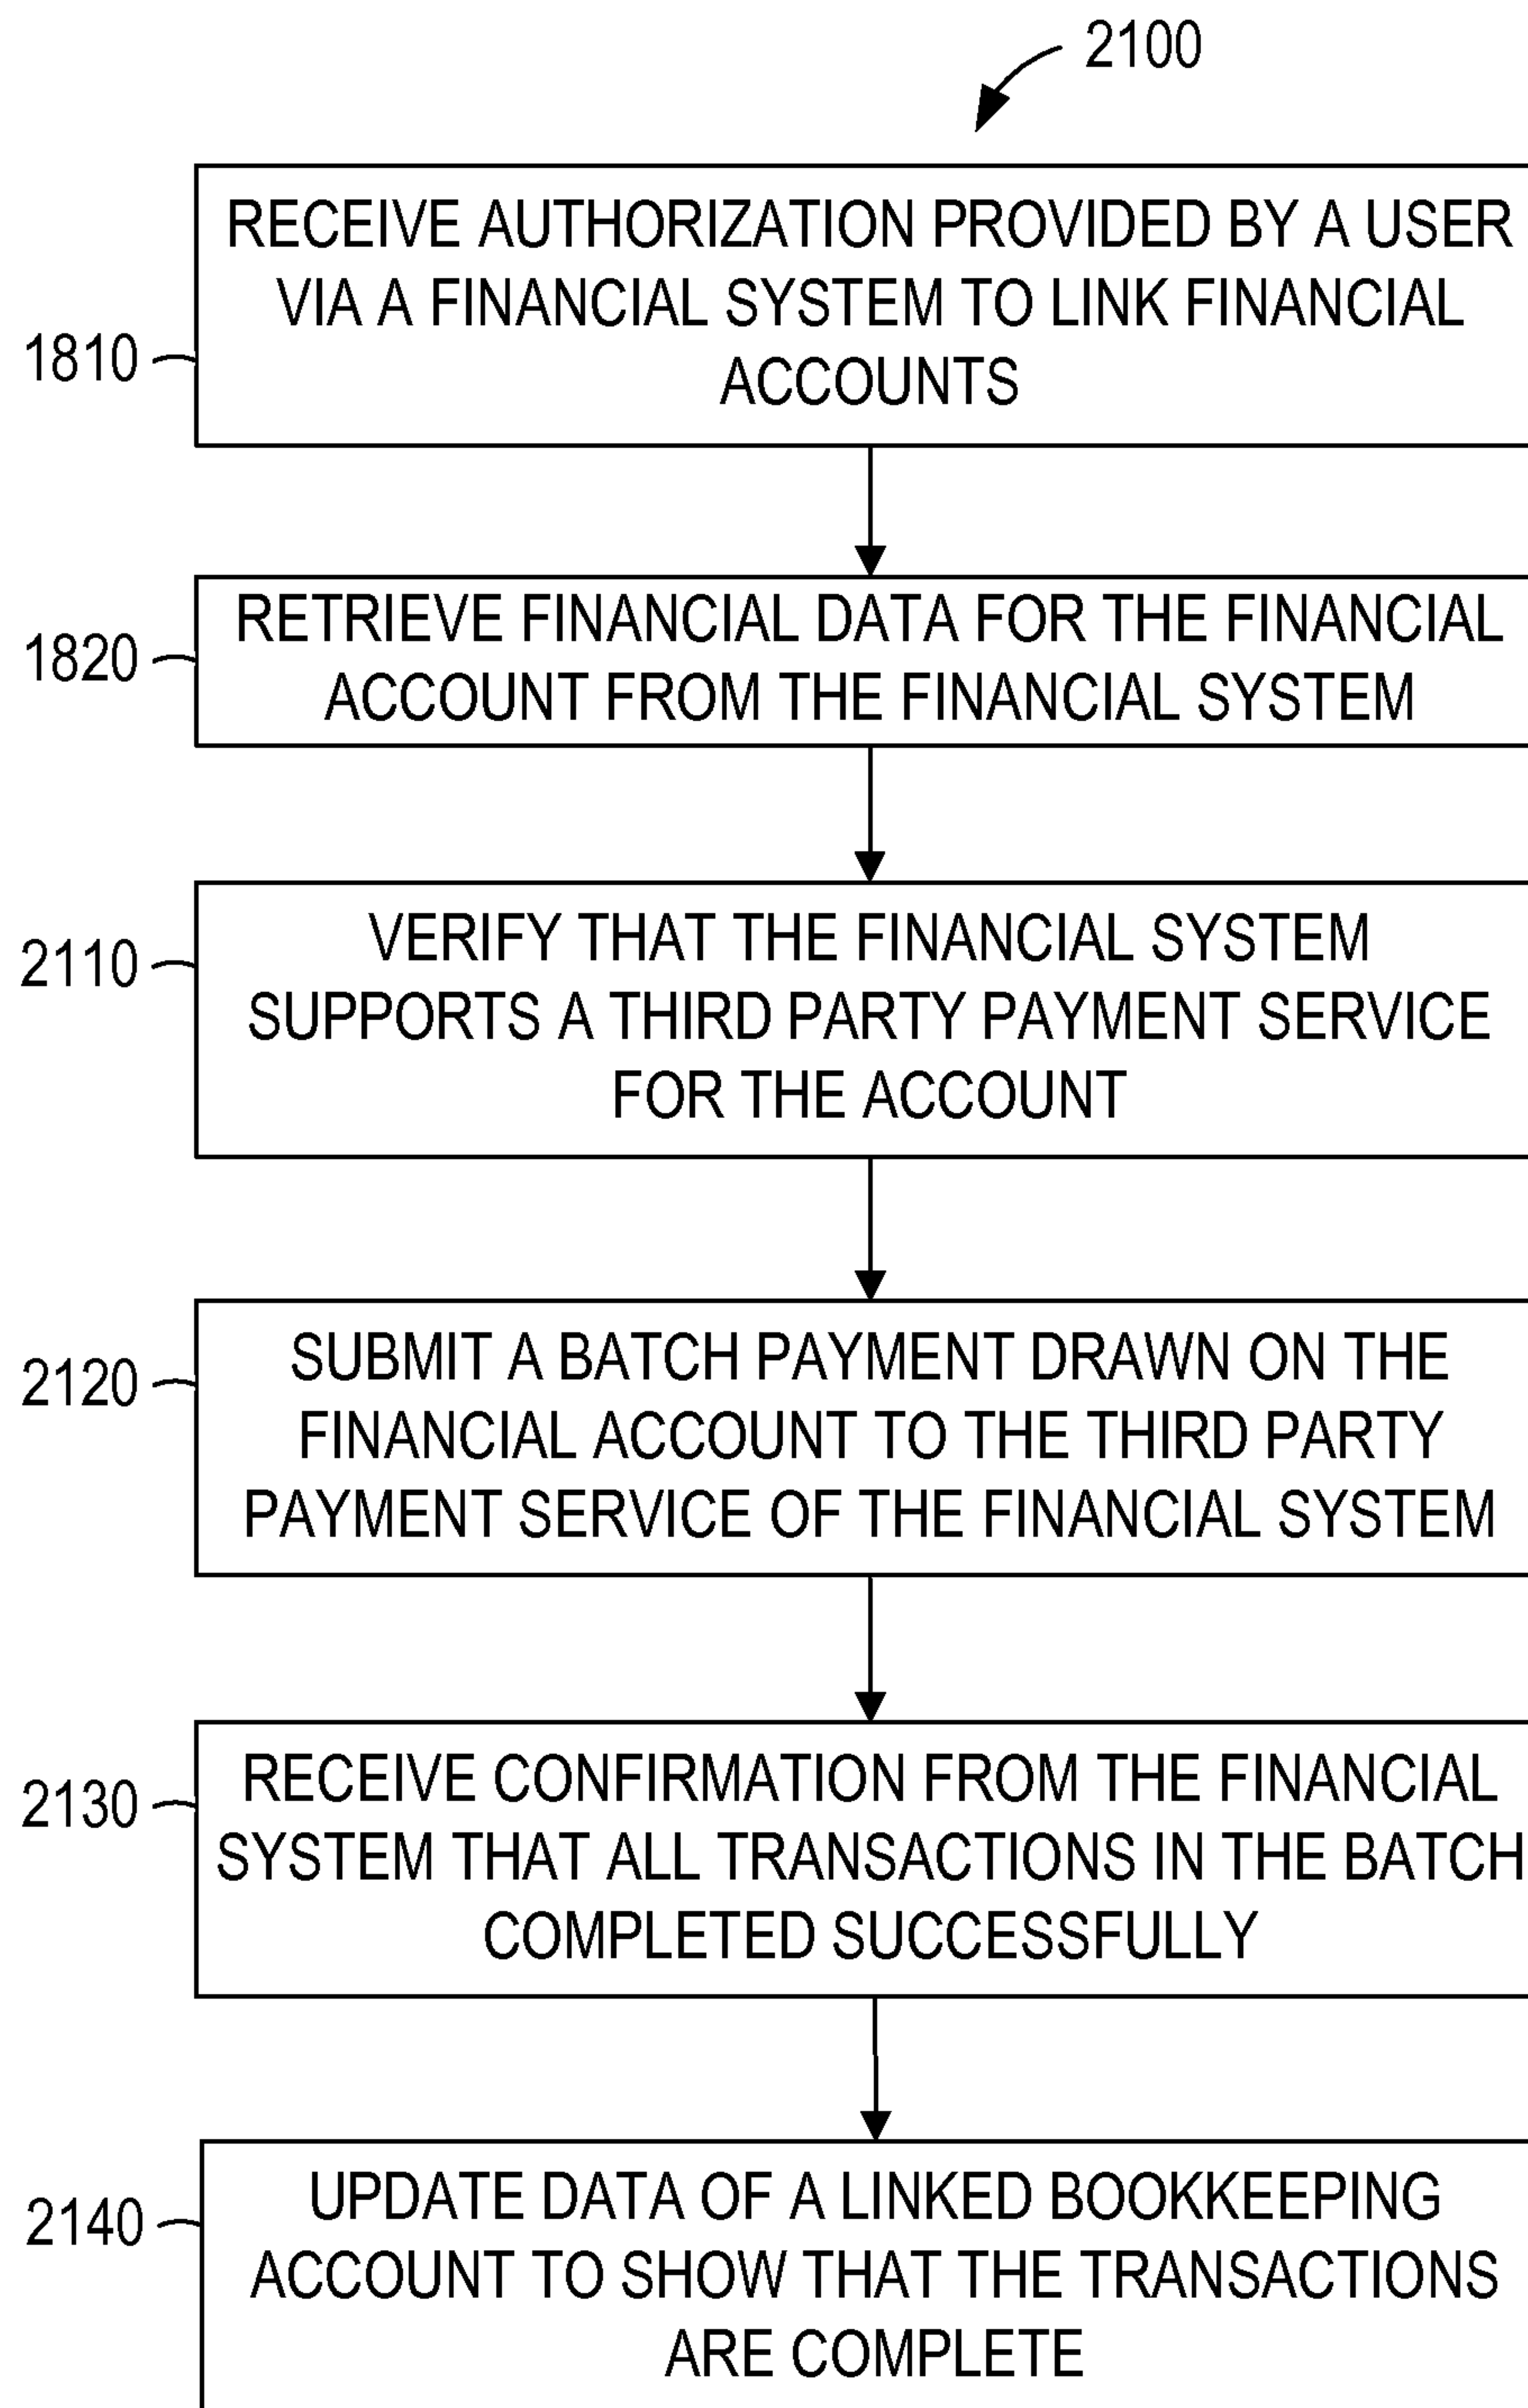 2100
RECEIVE AUTHORIZATION PROVIDED BY A USER
VIA A FINANCIAL SYSTEM TO LINK FINANCIAL
ACCOUNTS
1810
RETRIEVE FINANCIAL DATA FOR THE FINANCIAL
ACCOUNT FROM THE FINANCIAL SYSTEM
1820
VERIFY THAT THE FINANCIAL SYSTEM
SUPPORTS A THIRD PARTY PAYMENT SERVICE
FOR THE ACCOUNT
2110
SUBMIT A BATCH PAYMENT DRAWN ON THE
FINANCIAL ACCOUNT TO THE THIRD PARTY
PAYMENT SERVICE OF THE FINANCIAL SYSTEM
2120
RECEIVE CONFIRMATION FROM THE FINANCIAL
SYSTEM THAT ALL TRANSACTIONS IN THE BATCH
COMPLETED SUCCESSFULLY
2130
UPDATE DATA OF A LINKED BOOKKEEPING
ACCOUNT TO SHOW THAT THE TRANSACTIONS
ARE COMPLETE
2140